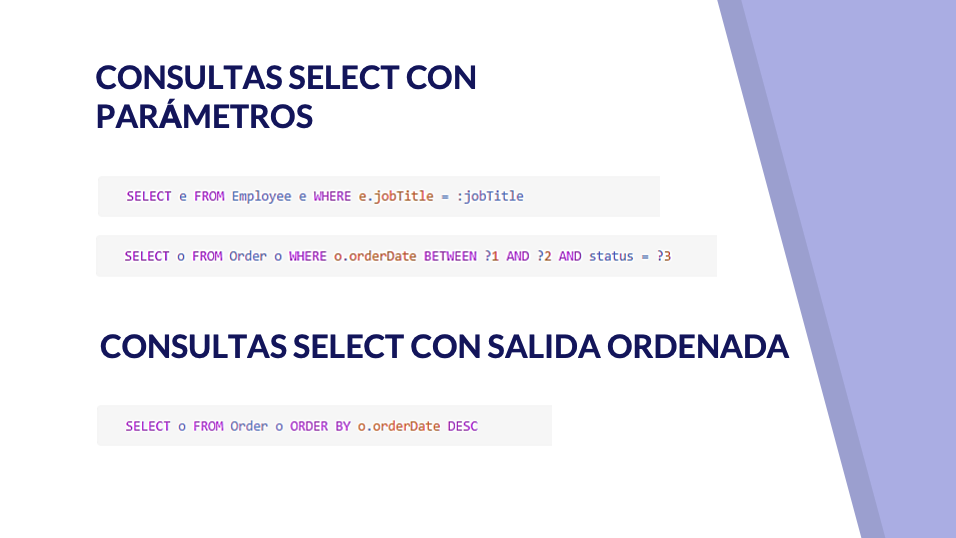 CONSULTAS SELECT CON
PARÁMETROS
SELECT e FROM Employee e WHERE e.jobTitle = :jobTitle
SELECT o FROM Order o WHERE o.orderDate BETWEEN ?1 AND ?2 AND status = ?3
CONSULTAS SELECT CON SALIDA ORDENADA
SELECT o FROM Order o ORDER BY o.orderDate DESC